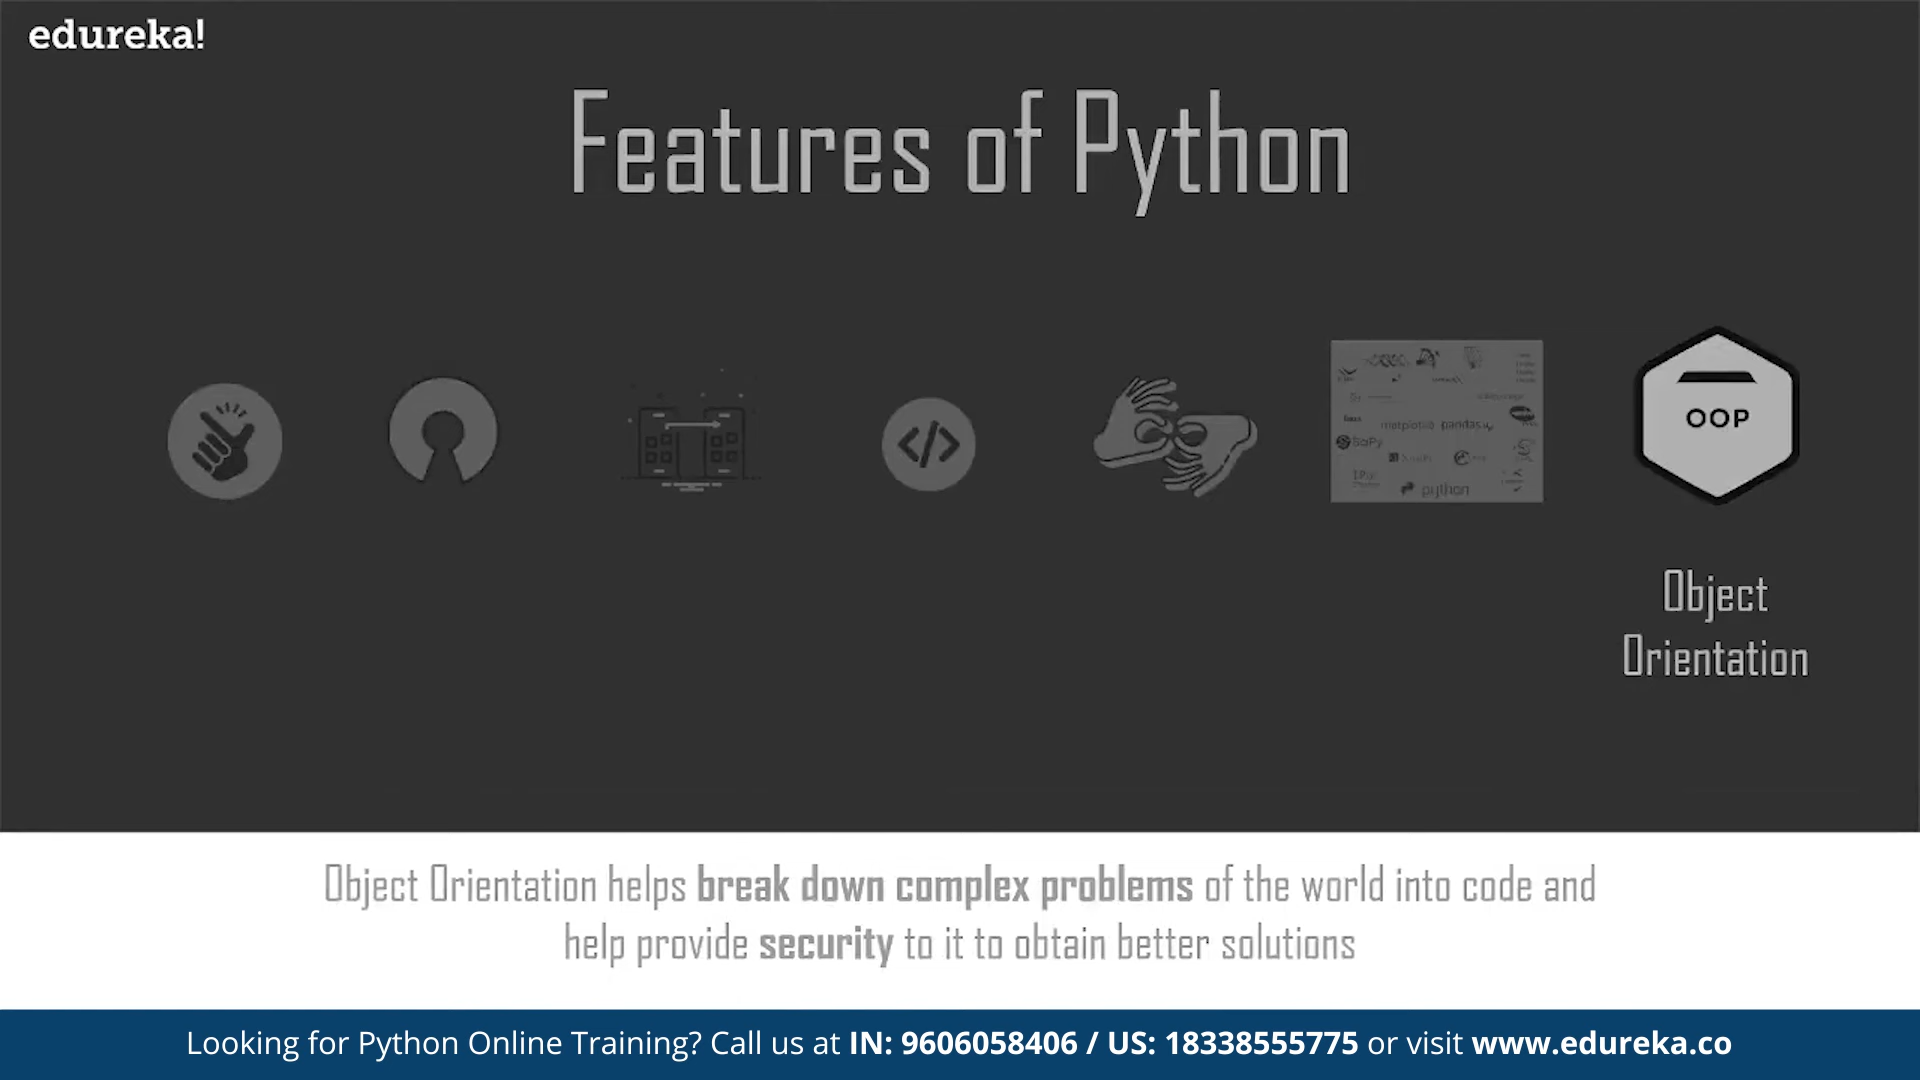 edureka!
Features of Python
OOP
matplotlib pandas
SciPy
python
Object
Orientation
Object Orientation helps break down complex problems of the world into code and
help provide security to it to obtain better solutions
Looking for Python Online Training? Call us at IN: 9606058406 / US: 18338555775 or visit www.edureka.co